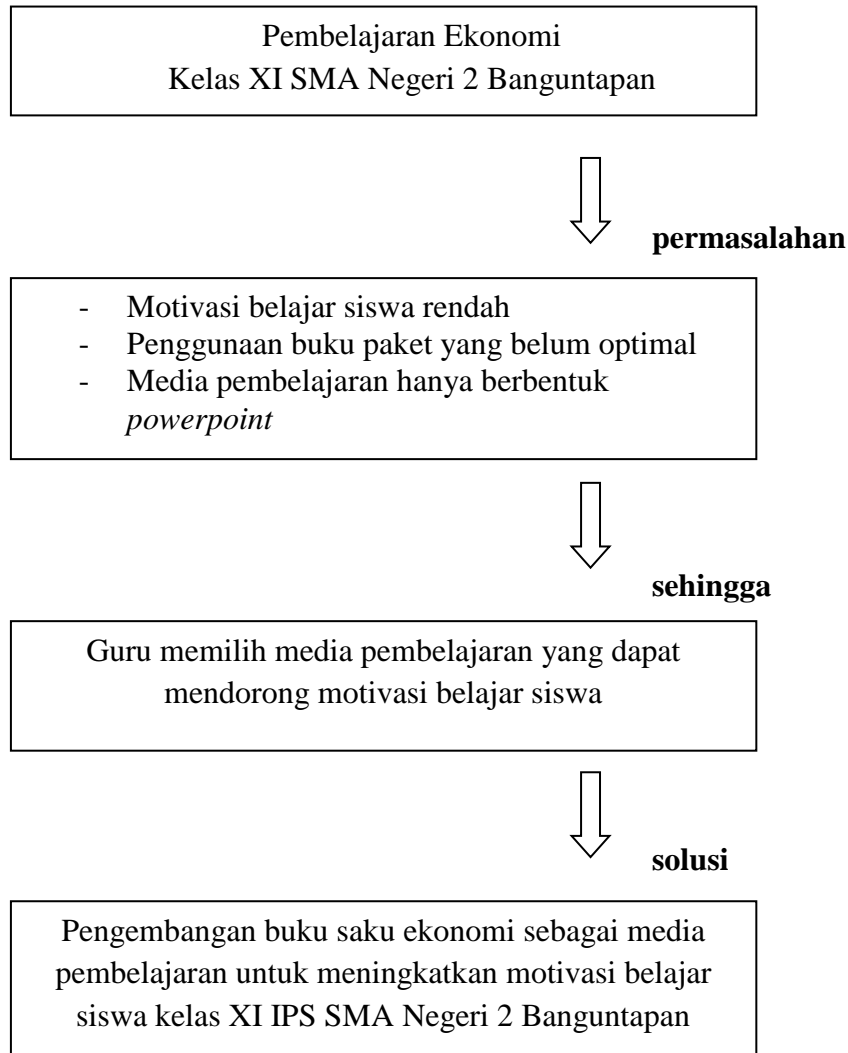 Pembelajaran Ekonomi
Kelas XI SMA Negeri 2 Banguntapan
permasalahan
- Motivasi belajar siswa rendah
- Penggunaan buku paket yang belum optimal
- Media pembelajaran hanya berbentuk
powerpoint
sehingga
Guru memilih media pembelajaran yang dapat
mendorong motivasi belajar siswa
solusi
Pengembangan buku saku ekonomi sebagai media
pembelajaran untuk meningkatkan motivasi belajar
siswa kelas XI IPS SMA Negeri 2 Banguntapan